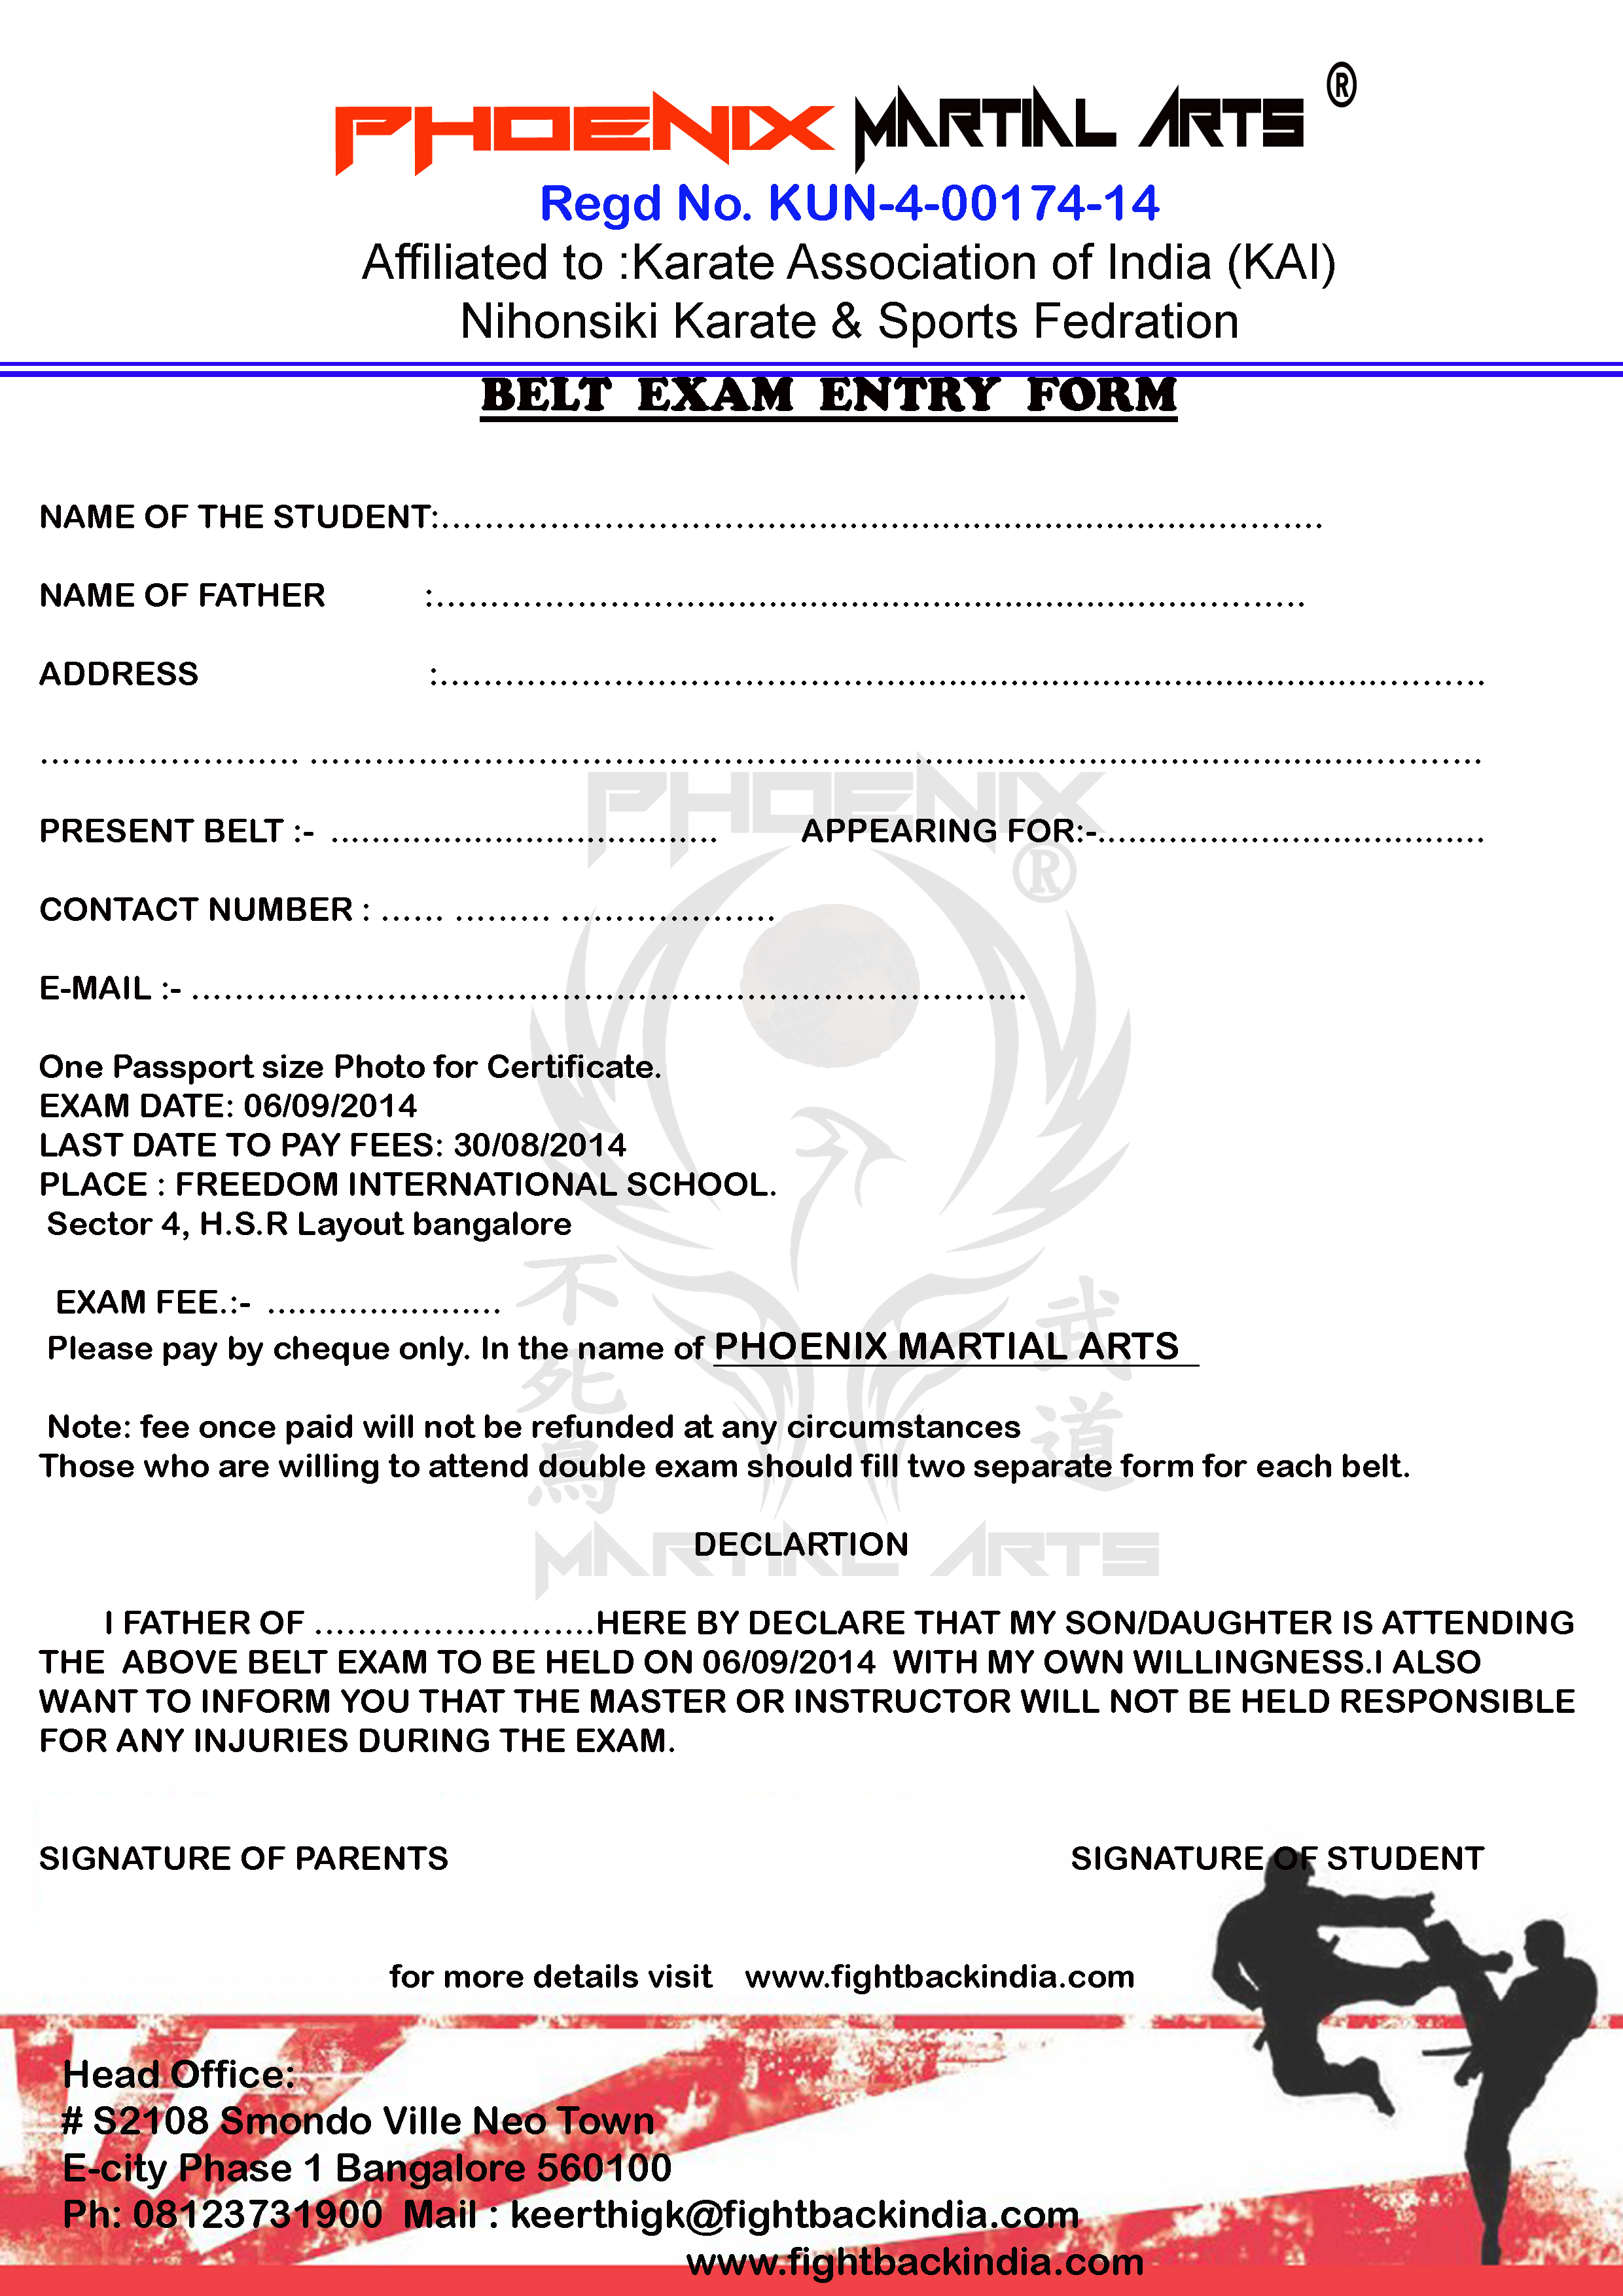 PHOENIX MARTIAL ARTS ®
Regd No. KUN-4-00174-14
Affiliated to :Karate Association of India (KAI)
Nihonsiki Karate & Sports Fedration
BELT EXAM ENTRY FORM
NAME OF THE STUDENT:....................................................................................
NAME OF FATHER :....................................................................................
ADDRESS :....................................................................................................
........................ ..............................................................................................................
PRESENT BELT :- ..................................... APPEARING FOR:-.....................................
PHOENIX
®
CONTACT NUMBER : ...... ......... ....................
E-MAIL :- ................................................................................
One Passport size Photo for Certificate.
EXAM DATE: 06/09/2014
LAST DATE TO PAY FEES: 30/08/2014
PLACE : FREEDOM INTERNATIONAL SCHOOL.
Sector 4, H.S.R Layout bangalore
不死鳥
武道
EXAM FEE.:- .......................
Please pay by cheque only. In the name of PHOENIX MARTIAL ARTS
Note: fee once paid will not be refunded at any circumstances
Those who are willing to attend double exam should fill two separate form for each belt.
DECLARTION
MARTIAL ARTS
I FATHER OF ..........................HERE BY DECLARE THAT MY SON/DAUGHTER IS ATTENDING
THE ABOVE BELT EXAM TO BE HELD ON 06/09/2014 WITH MY OWN WILLINGNESS.I ALSO
WANT TO INFORM YOU THAT THE MASTER OR INSTRUCTOR WILL NOT BE HELD RESPONSIBLE
FOR ANY INJURIES DURING THE EXAM.
SIGNATURE OF PARENTS SIGNATURE OF STUDENT
for more details visit www.fightbackindia.com
Head Office:
# S2108 Smondo Ville Neo Town
E-city Phase 1 Bangalore 560100
Ph: 08123731900 Mail : keerthigk@fightbackindia.com
www.fightbackindia.com